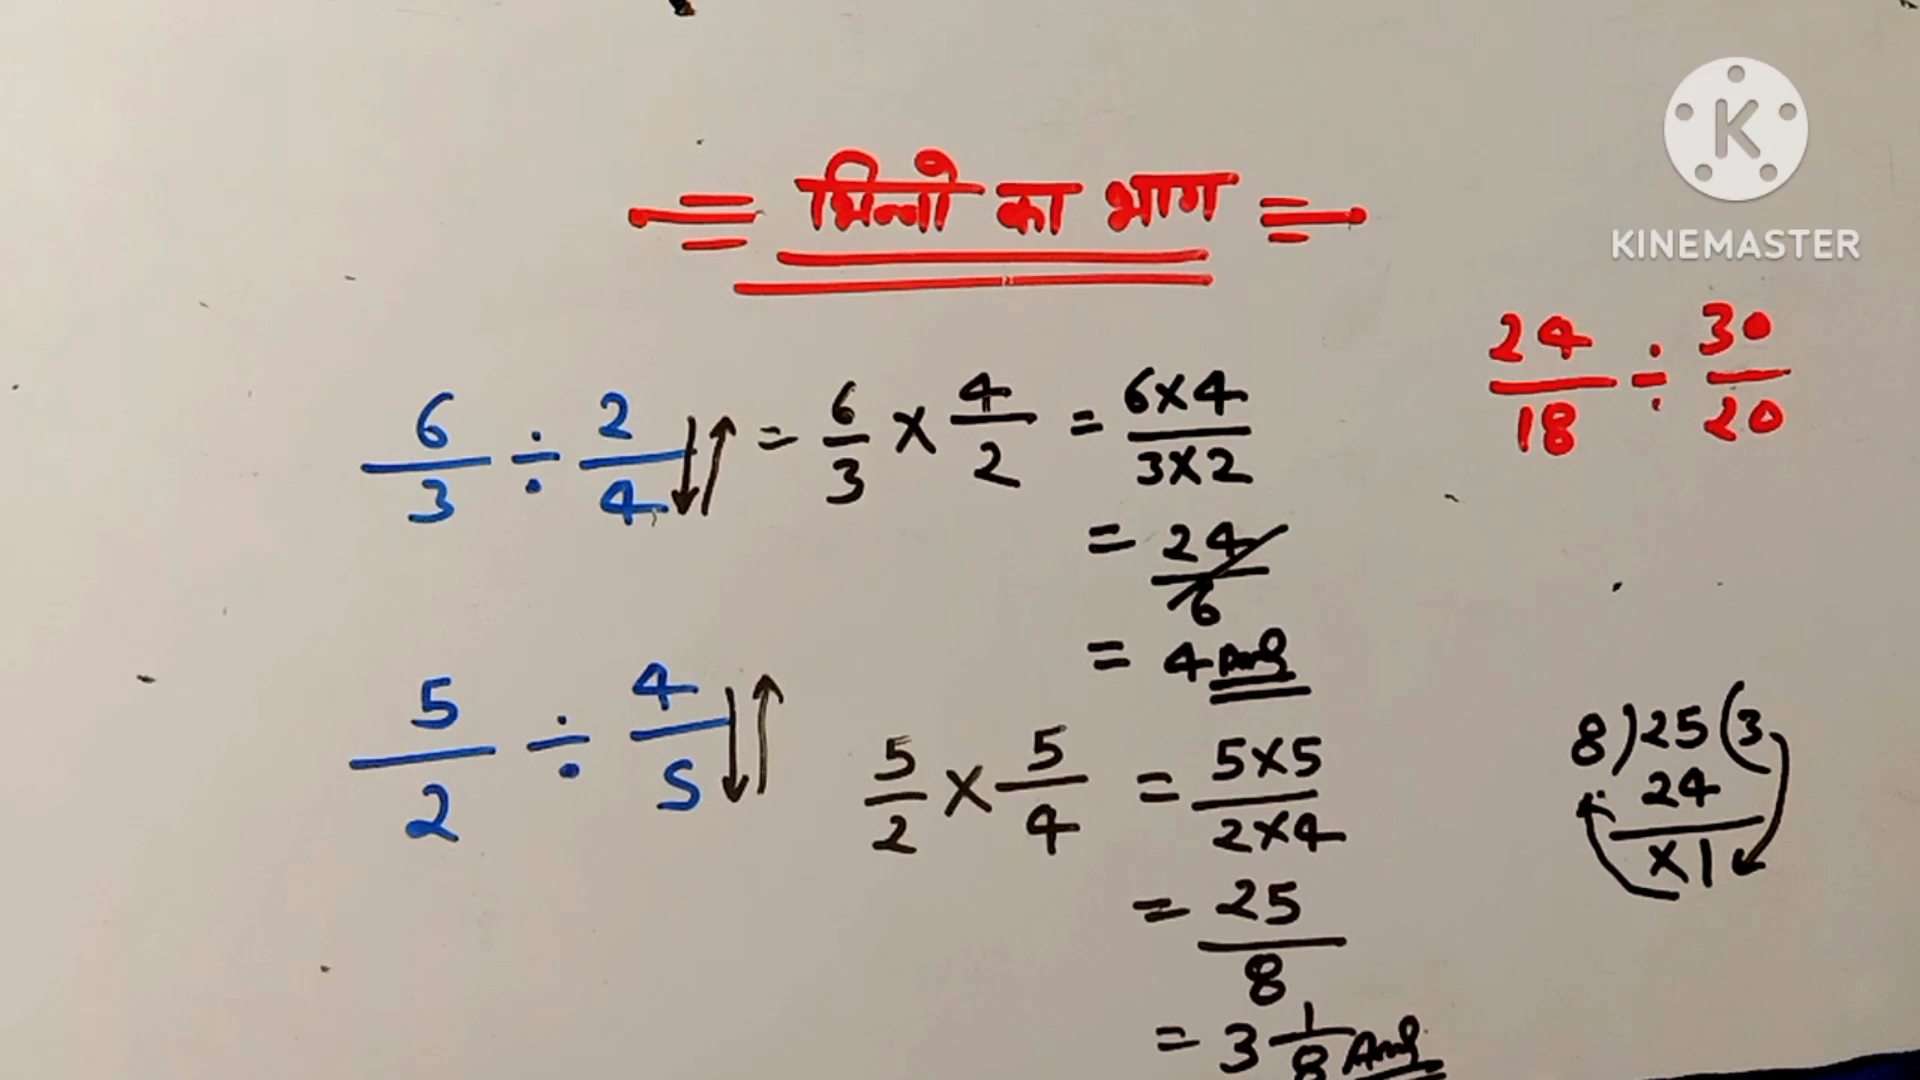 K
KINEMASTER
भिन्नो का भाग
24/18 ÷ 30/20
6/3 ÷ 2/4 = 6/3 × 4/2 = 6×4/3×2
= 24/6
= 4 Ans
5/2 ÷ 4/5 5/2 × 5/4 = 5×5/2×4
= 25/8
= 3 1/8 Ans
8)25(3
24
×1